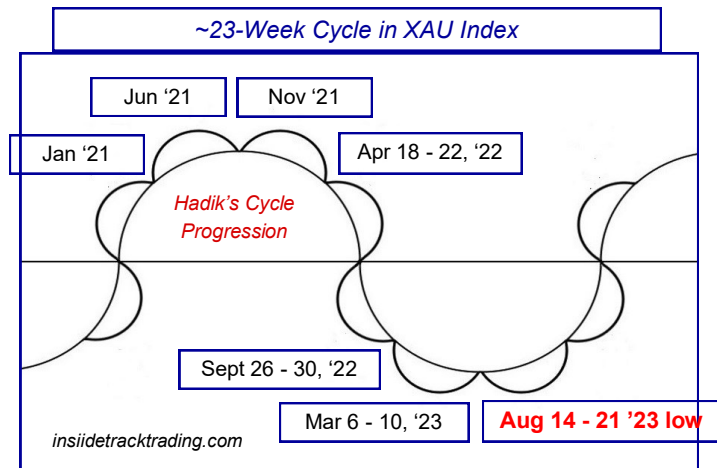 ~23-Week Cycle in XAU Index
Jun ‘21
Nov ‘21
Jan ‘21
Apr 18 - 22, ‘22
Hadik's Cycle
Progression
Sept 26 - 30, ‘22
Mar 6 - 10, ‘23
Aug 14 - 21 ’23 low
insiidetracktrading.com